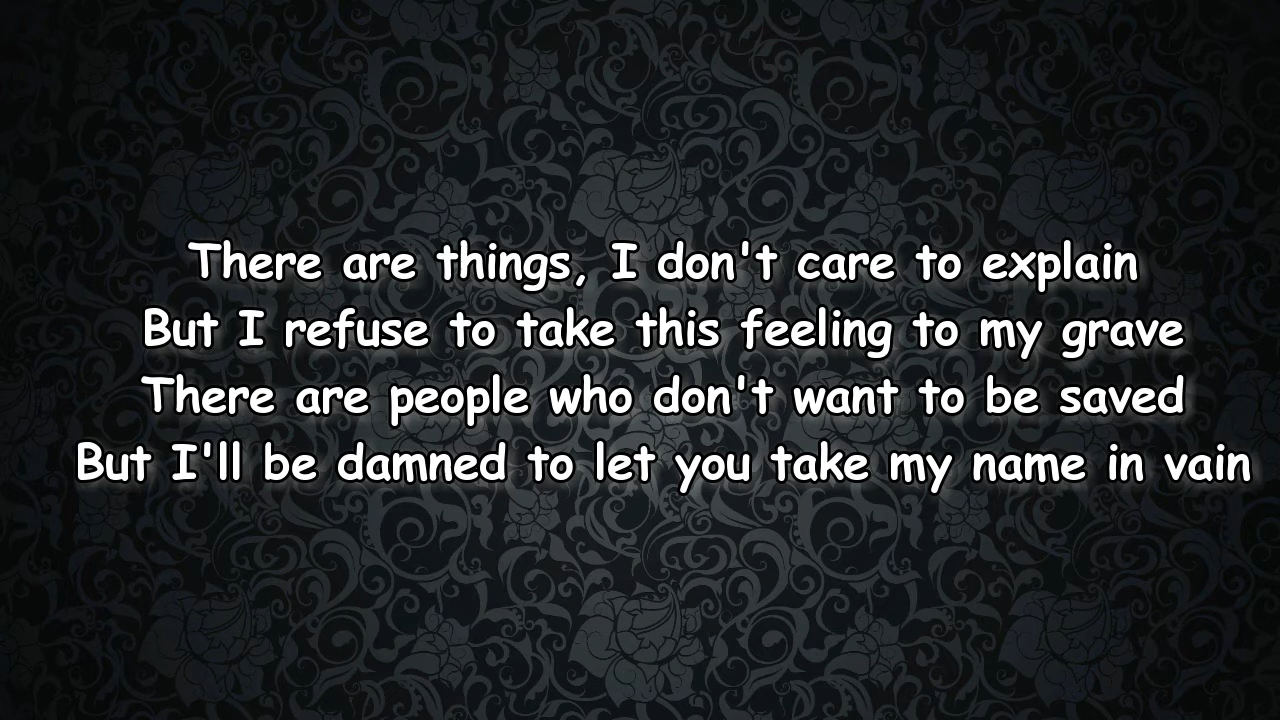 There are things, I don't care to explain
But I refuse to take this feeling to my grave
There are people who don't want to be saved
But I'll be damned to let you take my name in vain